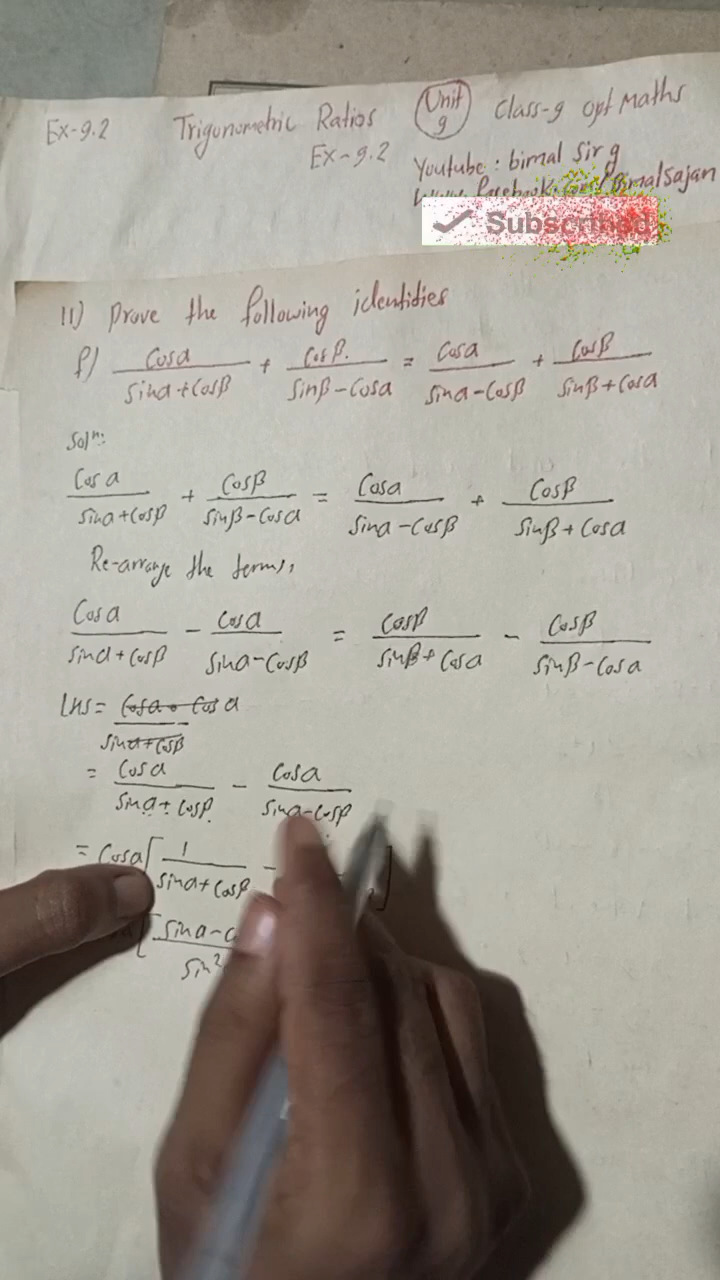 Ex-9.2 Trigonometric Ratios Unit 9 Class-9 opt Maths
Ex-9.2 Youtube: bimal sir g
Subscribed
11) Prove the following identities
f) Cosα/(Sinα+Cosβ) + Cosβ/(Sinβ-Cosα) = Cosα/(Sinα-Cosβ) + Cosβ/(Sinβ+Cosα)
Solⁿ:
Cosα/(Sinα+Cosβ) + Cosβ/(Sinβ-Cosα) = Cosα/(Sinα-Cosβ) + Cosβ/(Sinβ+Cosα)
Re-arrange the terms,
Cosα/(Sinα+Cosβ) - Cosα/(Sinα-Cosβ) = Cosβ/(Sinβ+Cosα) - Cosβ/(Sinβ-Cosα)
LHS =
= Cosα/(Sinα+Cosβ) - Cosα/(Sinα-Cosβ)
= Cosα[1/(Sinα+Cosβ) -
[Sinα-C
Sin²